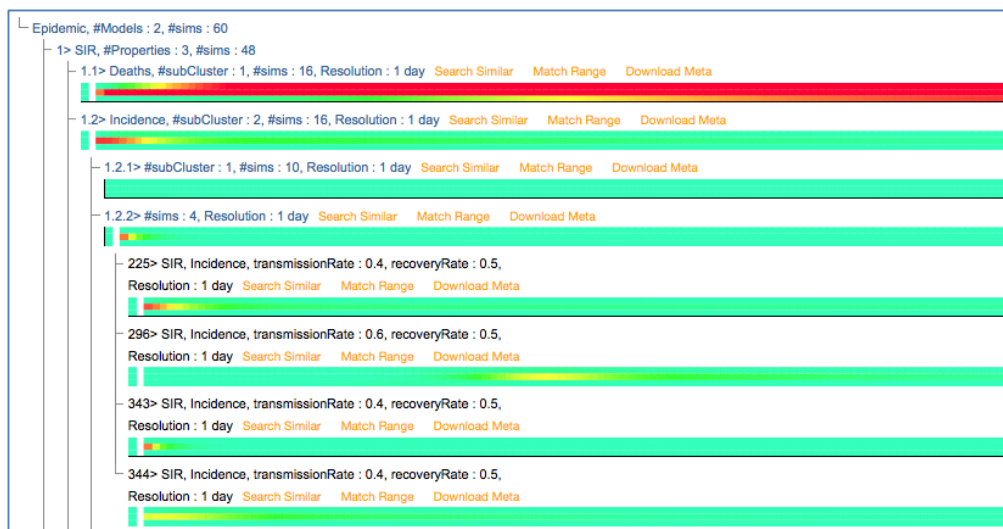 Epidemic, #Models : 2, #sims : 60
1> SIR, #Properties : 3, #sims : 48
1.1> Deaths, #subCluster : 1, #sims : 16, Resolution : 1 day Search Similar Match Range Download Meta
1.2> Incidence, #subCluster : 2, #sims : 16, Resolution : 1 day Search Similar Match Range Download Meta
1.2.1> #subCluster : 1, #sims : 10, Resolution : 1 day Search Similar Match Range Download Meta
1.2.2> #sims : 4, Resolution : 1 day Search Similar Match Range Download Meta
225> SIR, Incidence, transmissionRate : 0.4, recoveryRate : 0.5,
Resolution : 1 day Search Similar Match Range Download Meta
296> SIR, Incidence, transmissionRate : 0.6, recoveryRate : 0.5,
Resolution : 1 day Search Similar Match Range Download Meta
343> SIR, Incidence, transmissionRate : 0.4, recoveryRate : 0.5,
Resolution : 1 day Search Similar Match Range Download Meta
344> SIR, Incidence, transmissionRate : 0.4, recoveryRate : 0.5,
Resolution : 1 day Search Similar Match Range Download Meta